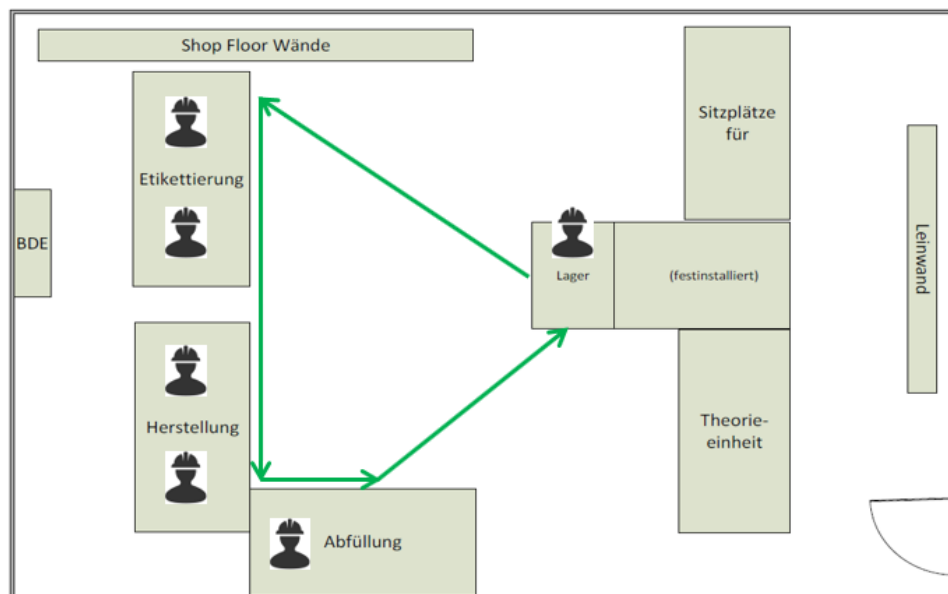 Shop Floor Wände
Sitzplätze
für
Etikettierung
BDE
Lager
(festinstalliert)
Leinwand
Herstellung
Theorie-
einheit
Abfüllung